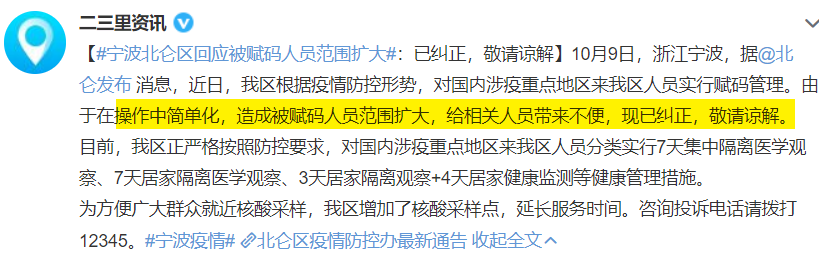 二三里资讯
【#宁波北仑区回应被赋码人员范围扩大#：已纠正，敬请谅解】10月9日，浙江宁波，据@北
仑发布 消息，近日，我区根据疫情防控形势，对国内涉疫重点地区来我区人员实行赋码管理。由
于在操作中简单化，造成被赋码人员范围扩大，给相关人员带来不便，现已纠正，敬请谅解。
目前，我区正严格按照防控要求，对国内涉疫重点地区来我区人员分类实行7天集中隔离医学观
察、7天居家隔离医学观察、3天居家隔离观察+4天居家健康监测等健康管理措施。
为方便广大群众就近核酸采样，我区增加了核酸采样点，延长服务时间。咨询投诉电话请拨打
12345。#宁波疫情# 北仑区疫情防控办最新通告 收起全文